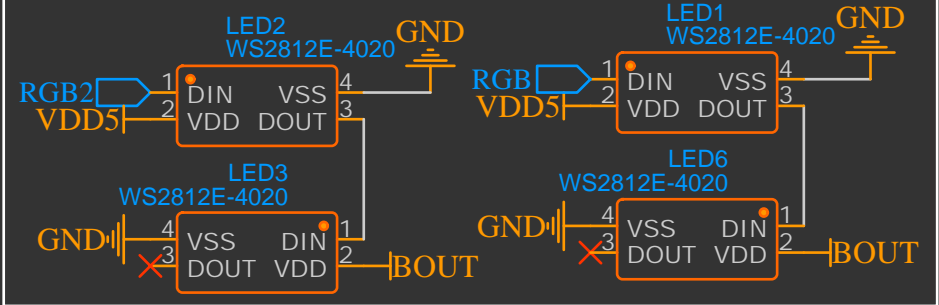 LED2
WS2812E-4020
GND
RGB2
1
DIN
VSS
4
VDD5
2
VDD
DOUT
3
LED3
WS2812E-4020
GND
4
VSS
DIN
1
3
DOUT
VDD
2
BOUT
LED1
WS2812E-4020
GND
RGB
1
DIN
VSS
4
VDD5
2
VDD
DOUT
3
LED6
WS2812E-4020
GND
4
VSS
DIN
1
3
DOUT
VDD
2
BOUT